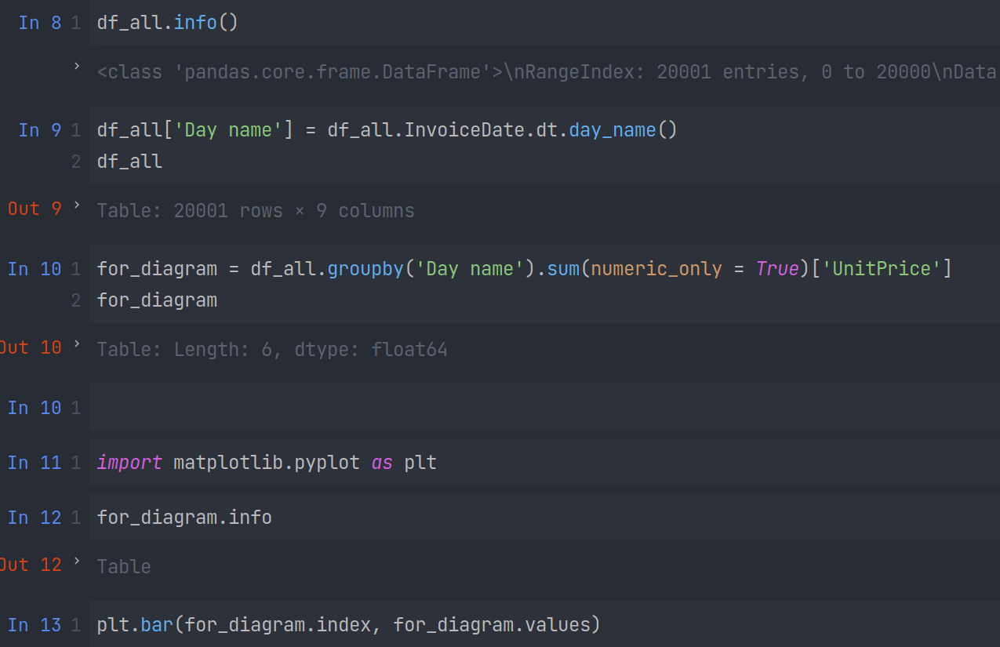 In 8 1 df_all.info()
<class 'pandas.core.frame.DataFrame'>\nRangeIndex: 20001 entries, 0 to 20000\nData
In 9 1 df_all['Day name'] = df_all.InvoiceDate.dt.day_name()
2 df_all
Out 9 Table: 20001 rows × 9 columns
In 10 1 for_diagram = df_all.groupby('Day name').sum(numeric_only = True)['UnitPrice']
2 for_diagram
Out 10 Table: Length: 6, dtype: float64
In 10 1
In 11 1 import matplotlib.pyplot as plt
In 12 1 for_diagram.info
Out 12 Table
In 13 1 plt.bar(for_diagram.index, for_diagram.values)